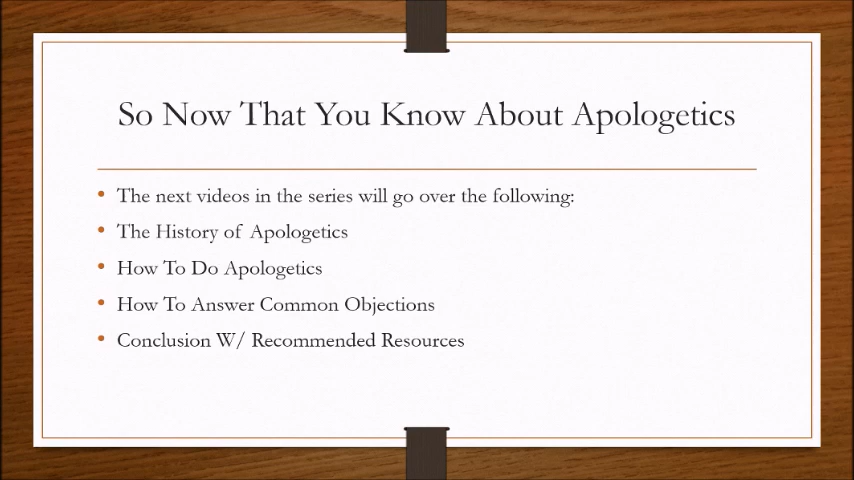 So Now That You Know About Apologetics
The next videos in the series will go over the following:
The History of Apologetics
How To Do Apologetics
How To Answer Common Objections
Conclusion W/ Recommended Resources